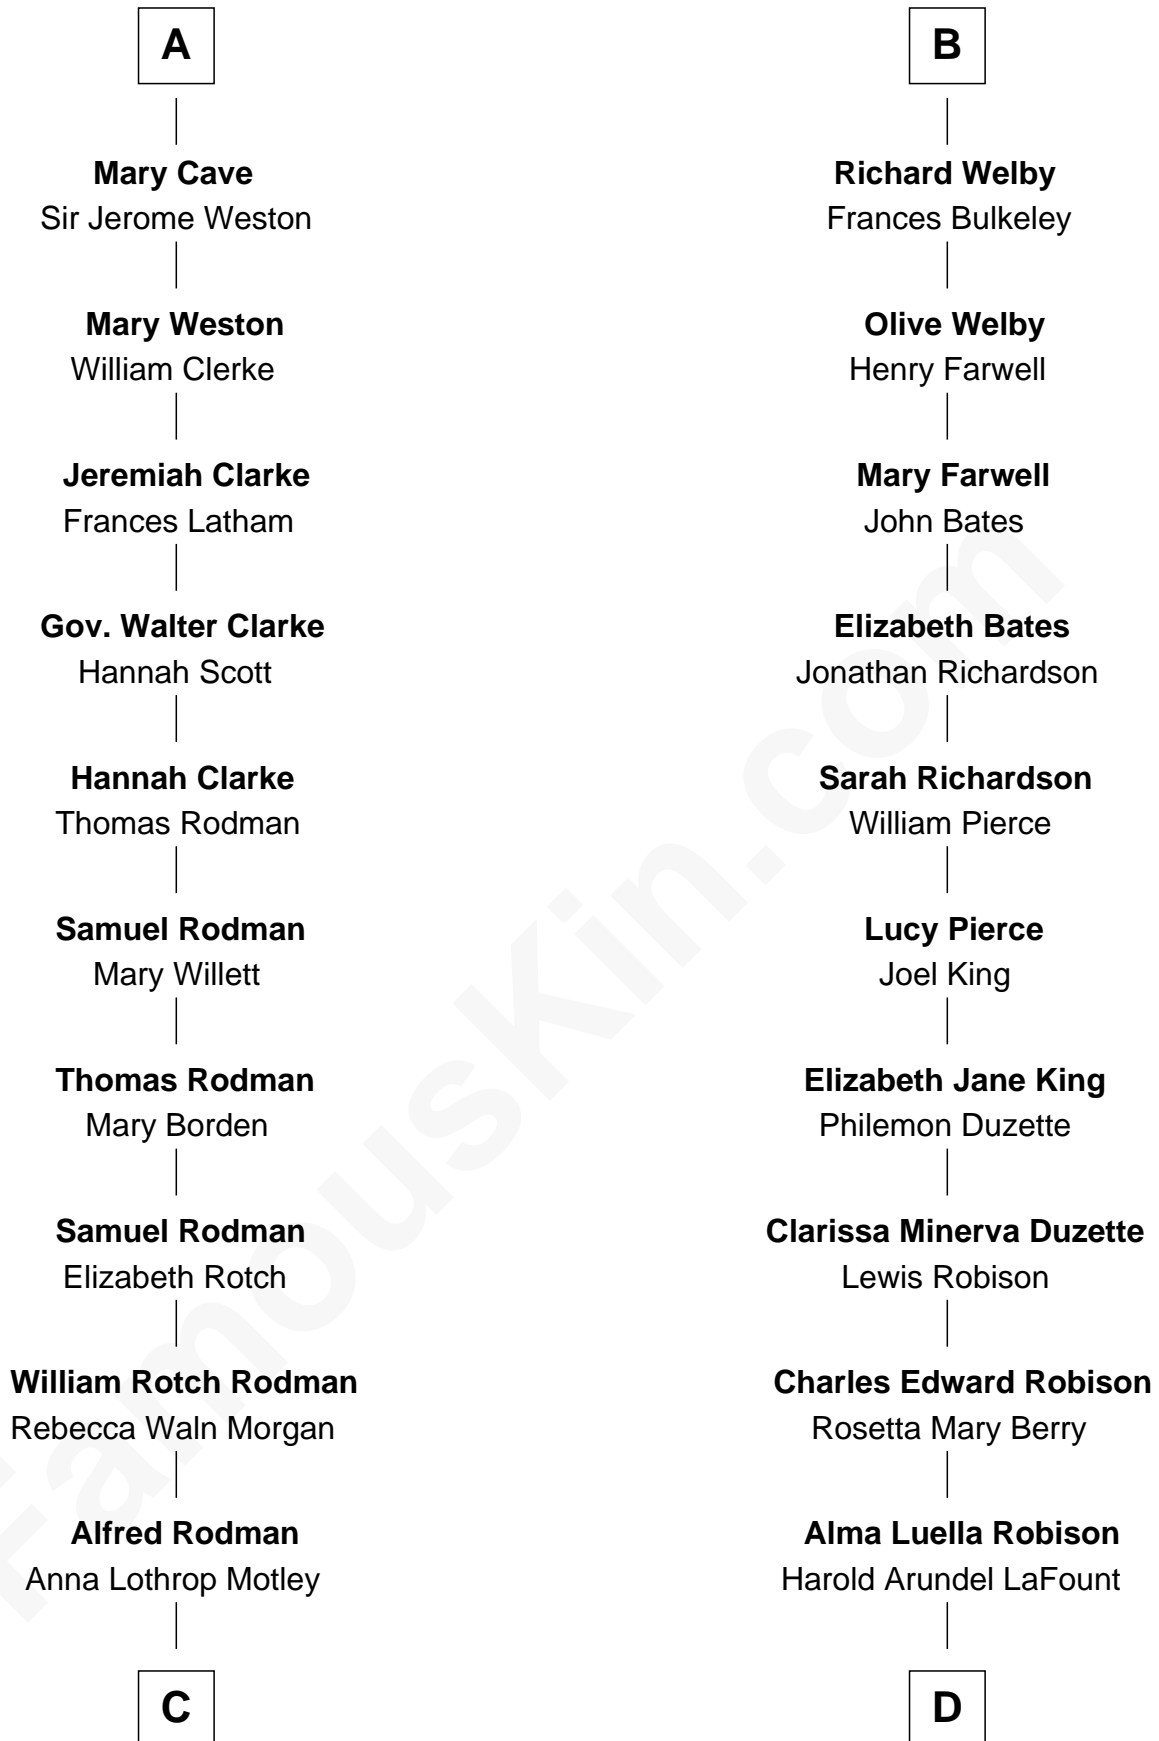 A
Mary Cave
Sir Jerome Weston
Mary Weston
William Clerke
Jeremiah Clarke
Frances Latham
Gov. Walter Clarke
Hannah Scott
Hannah Clarke
Thomas Rodman
Samuel Rodman
Mary Willett
Thomas Rodman
Mary Borden
Samuel Rodman
Elizabeth Rotch
William Rotch Rodman
Rebecca Waln Morgan
Alfred Rodman
Anna Lothrop Motley
C
B
Richard Welby
Frances Bulkeley
Olive Welby
Henry Farwell
Mary Farwell
John Bates
Elizabeth Bates
Jonathan Richardson
Sarah Richardson
William Pierce
Lucy Pierce
Joel King
Elizabeth Jane King
Philemon Duzette
Clarissa Minerva Duzette
Lewis Robison
Charles Edward Robison
Rosetta Mary Berry
Alma Luella Robison
Harold Arundel LaFount
D
FamousKin.com